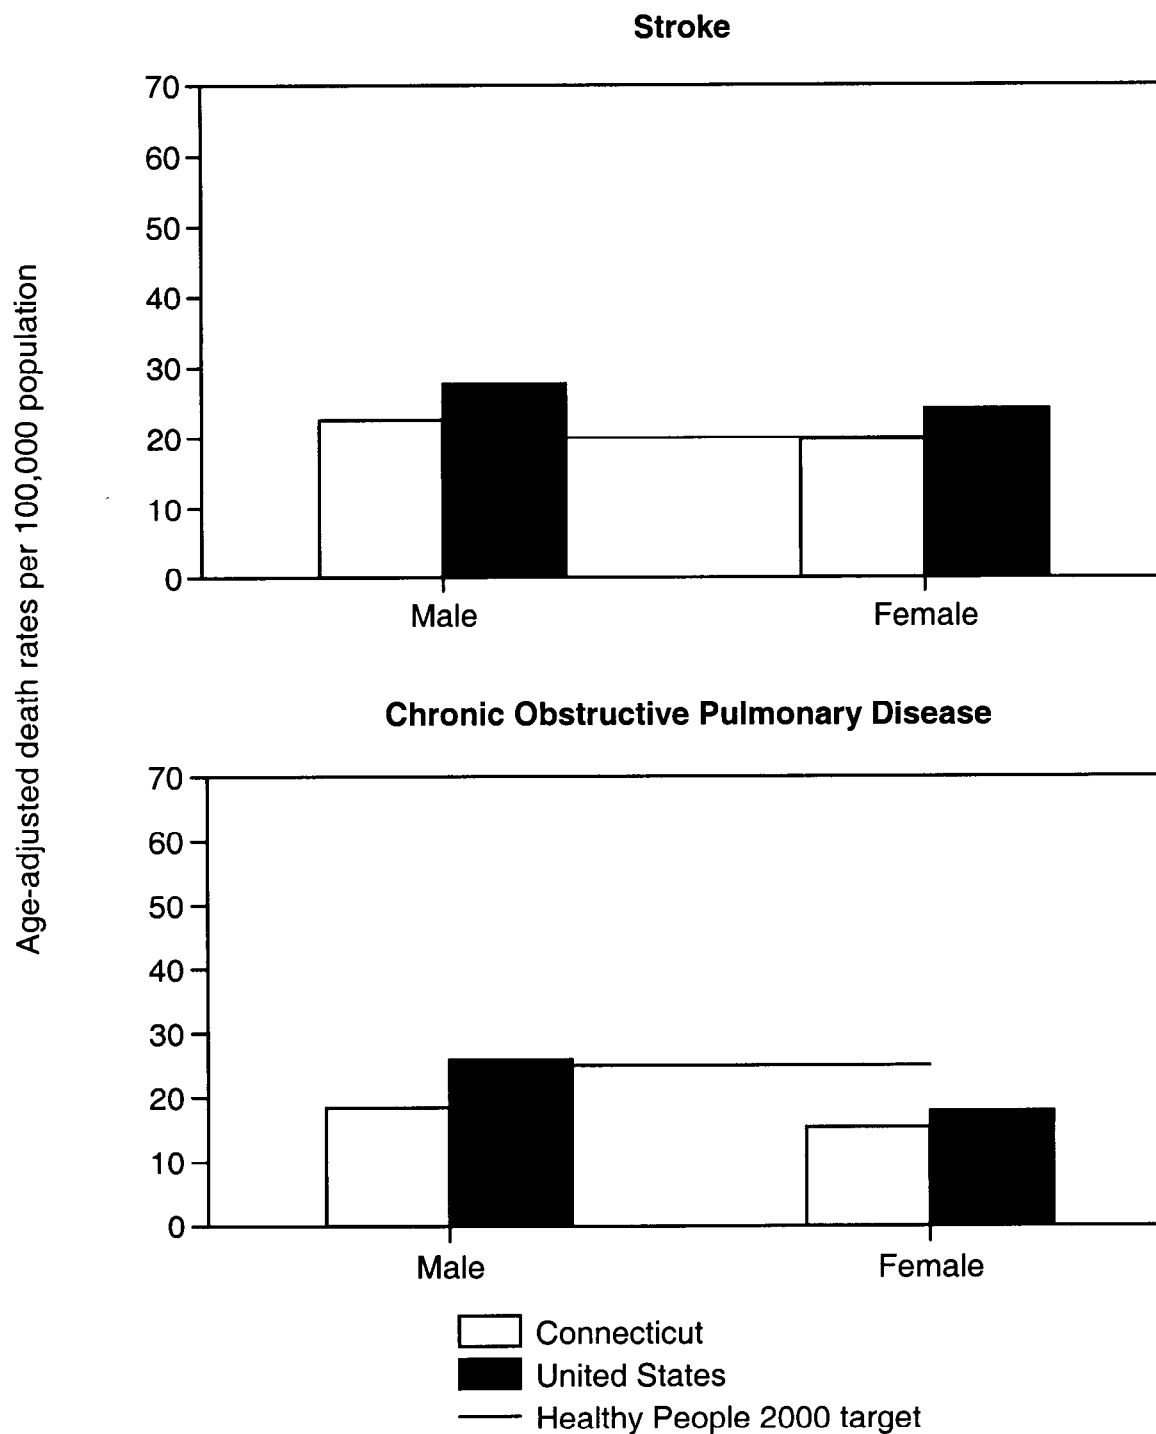 Stroke
Age-adjusted death rates per 100,000 population
70
60
50
40
30
20
10
0
Male
Female
Chronic Obstructive Pulmonary Disease
70
60
50
40
30
20
10
0
Male
Female
Connecticut
United States
Healthy People 2000 target